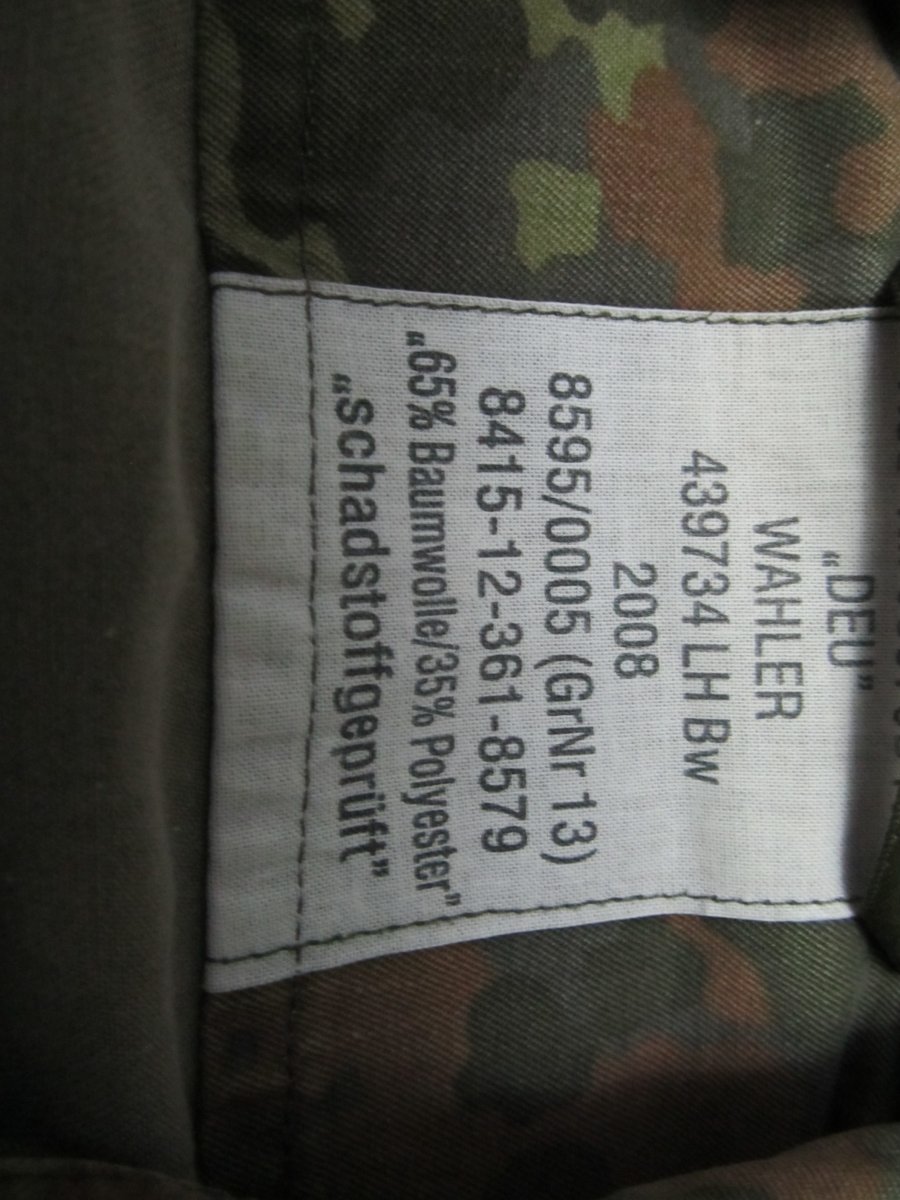 „DEU”
WAHLER
439734 LH Bw
2008
8595/0005 (GrNr 13)
8415-12-361-8579
„65% Baumwolle/35% Polyester”
„schadstoffgeprüft”